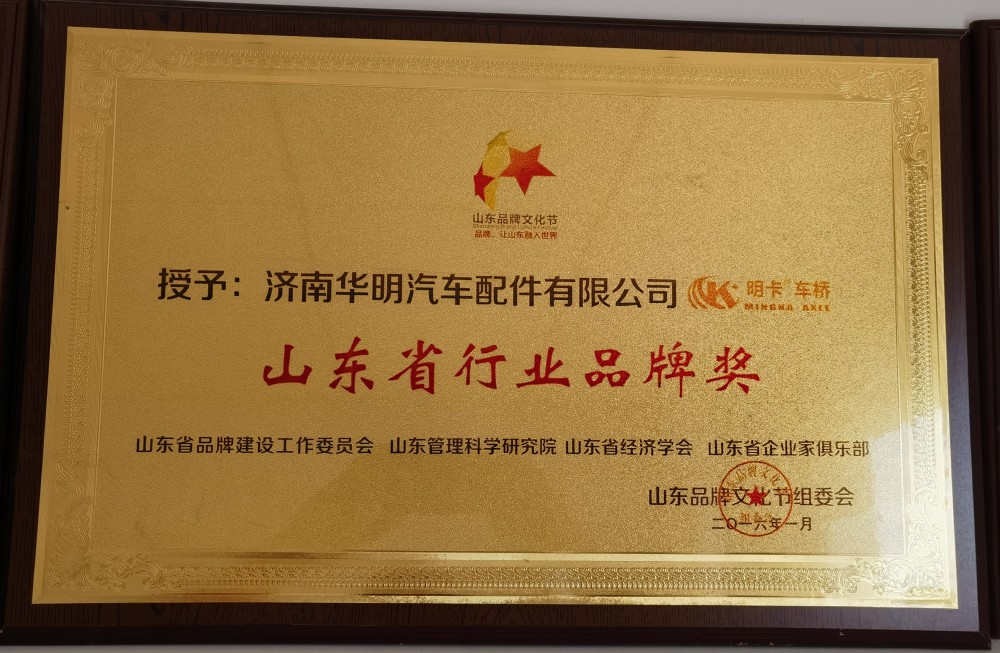 山东品牌文化节
品牌，让山东融入世界
授予：济南华明汽车配件有限公司 明卡 车桥
MINGKA AXLE
山东省行业品牌奖
山东省品牌建设工作委员会 山东管理科学研究院 山东省经济学会 山东省企业家俱乐部
山东品牌文化节组委会
二〇一六年一月